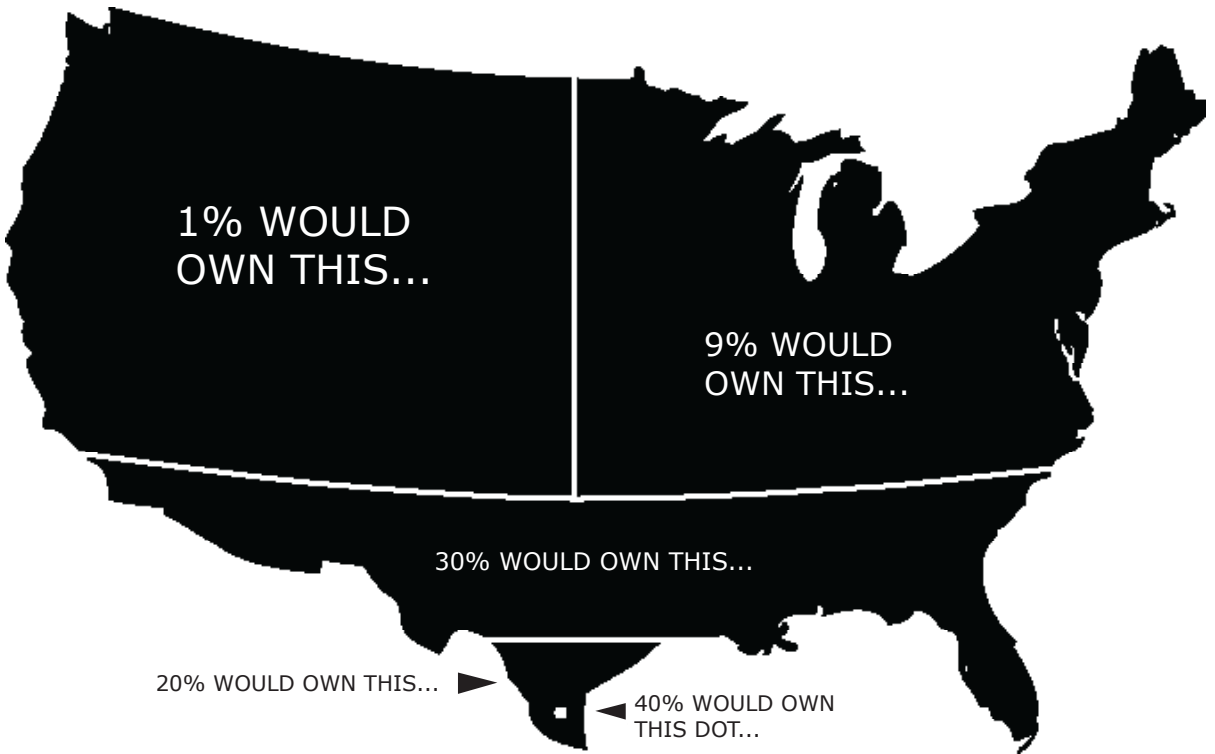 1% WOULD
OWN THIS...
9% WOULD
OWN THIS...
30% WOULD OWN THIS...
20% WOULD OWN THIS...
40% WOULD OWN
THIS DOT...